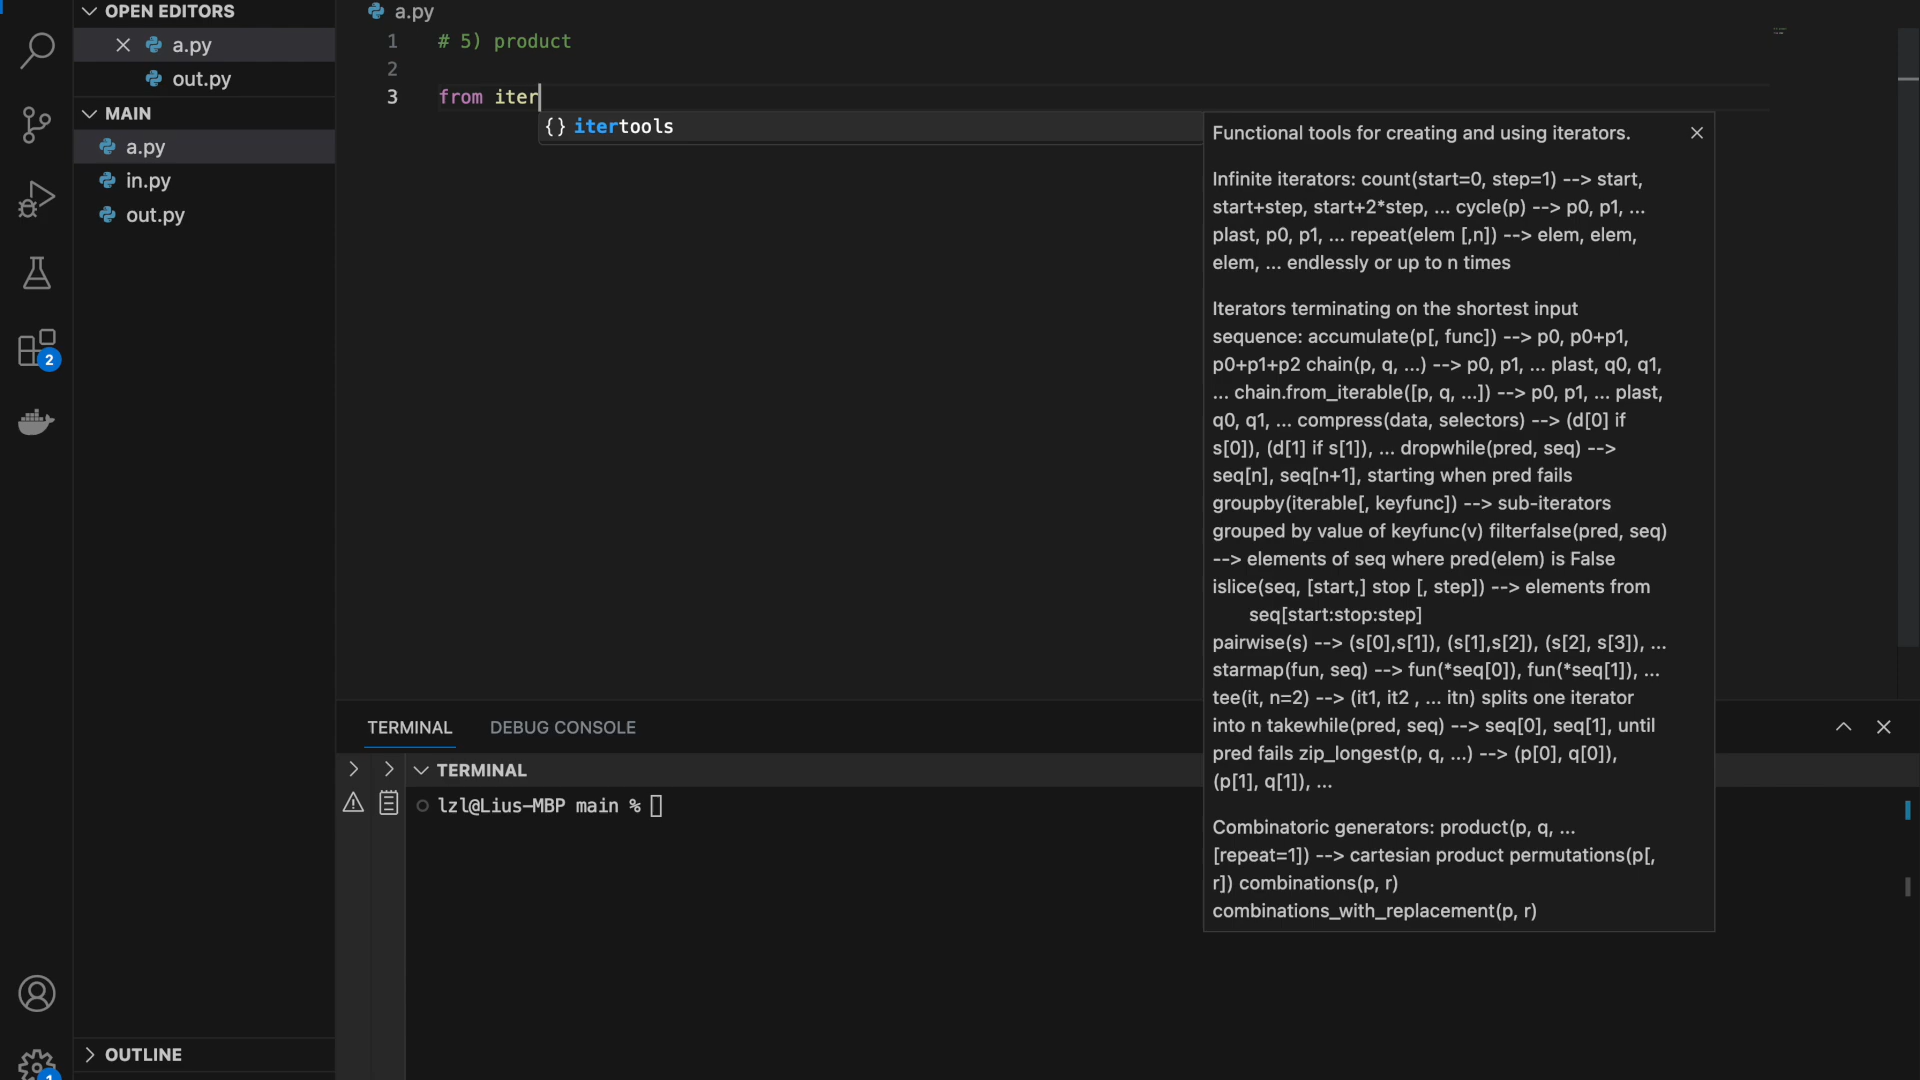 OPEN EDITORS
a.py
out.py
MAIN
a.py
in.py
out.py
2
1
OUTLINE
a.py
1 # 5) product
2
3 from iter
{} itertools
Functional tools for creating and using iterators.
Infinite iterators: count(start=0, step=1) --> start,
start+step, start+2*step, ... cycle(p) --> p0, p1, ...
plast, p0, p1, ... repeat(elem [,n]) --> elem, elem,
elem, ... endlessly or up to n times
Iterators terminating on the shortest input
sequence: accumulate(p[, func]) --> p0, p0+p1,
p0+p1+p2 chain(p, q, ...) --> p0, p1, ... plast, q0, q1,
... chain.from_iterable([p, q, ...]) --> p0, p1, ... plast,
q0, q1, ... compress(data, selectors) --> (d[0] if
s[0]), (d[1] if s[1]), ... dropwhile(pred, seq) -->
seq[n], seq[n+1], starting when pred fails
groupby(iterable[, keyfunc]) --> sub-iterators
grouped by value of keyfunc(v) filterfalse(pred, seq)
--> elements of seq where pred(elem) is False
islice(seq, [start,] stop [, step]) --> elements from
seq[start:stop:step]
pairwise(s) --> (s[0],s[1]), (s[1],s[2]), (s[2], s[3]), ...
starmap(fun, seq) --> fun(*seq[0]), fun(*seq[1]), ...
tee(it, n=2) --> (it1, it2 , ... itn) splits one iterator
into n takewhile(pred, seq) --> seq[0], seq[1], until
pred fails zip_longest(p, q, ...) --> (p[0], q[0]),
(p[1], q[1]), ...
Combinatoric generators: product(p, q, ...
[repeat=1]) --> cartesian product permutations(p[,
r]) combinations(p, r)
combinations_with_replacement(p, r)
TERMINAL DEBUG CONSOLE
TERMINAL
lzl@Lius-MBP main %